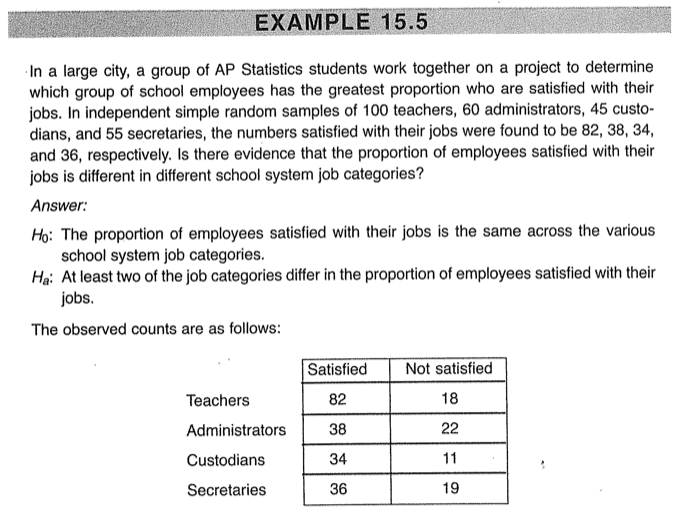 EXAMPLE 15.5
In a large city, a group of AP Statistics students work together on a project to determine
which group of school employees has the greatest proportion who are satisfied with their
jobs. In independent simple random samples of 100 teachers, 60 administrators, 45 custo-
dians, and 55 secretaries, the numbers satisfied with their jobs were found to be 82, 38, 34,
and 36, respectively. Is there evidence that the proportion of employees satisfied with their
jobs is different in different school system job categories?
Answer:
H₀: The proportion of employees satisfied with their jobs is the same across the various
school system job categories.
Hₐ: At least two of the job categories differ in the proportion of employees satisfied with their
jobs.
The observed counts are as follows:
Satisfied Not satisfied
Teachers 82 18
Administrators 38 22
Custodians 34 11
Secretaries 36 19